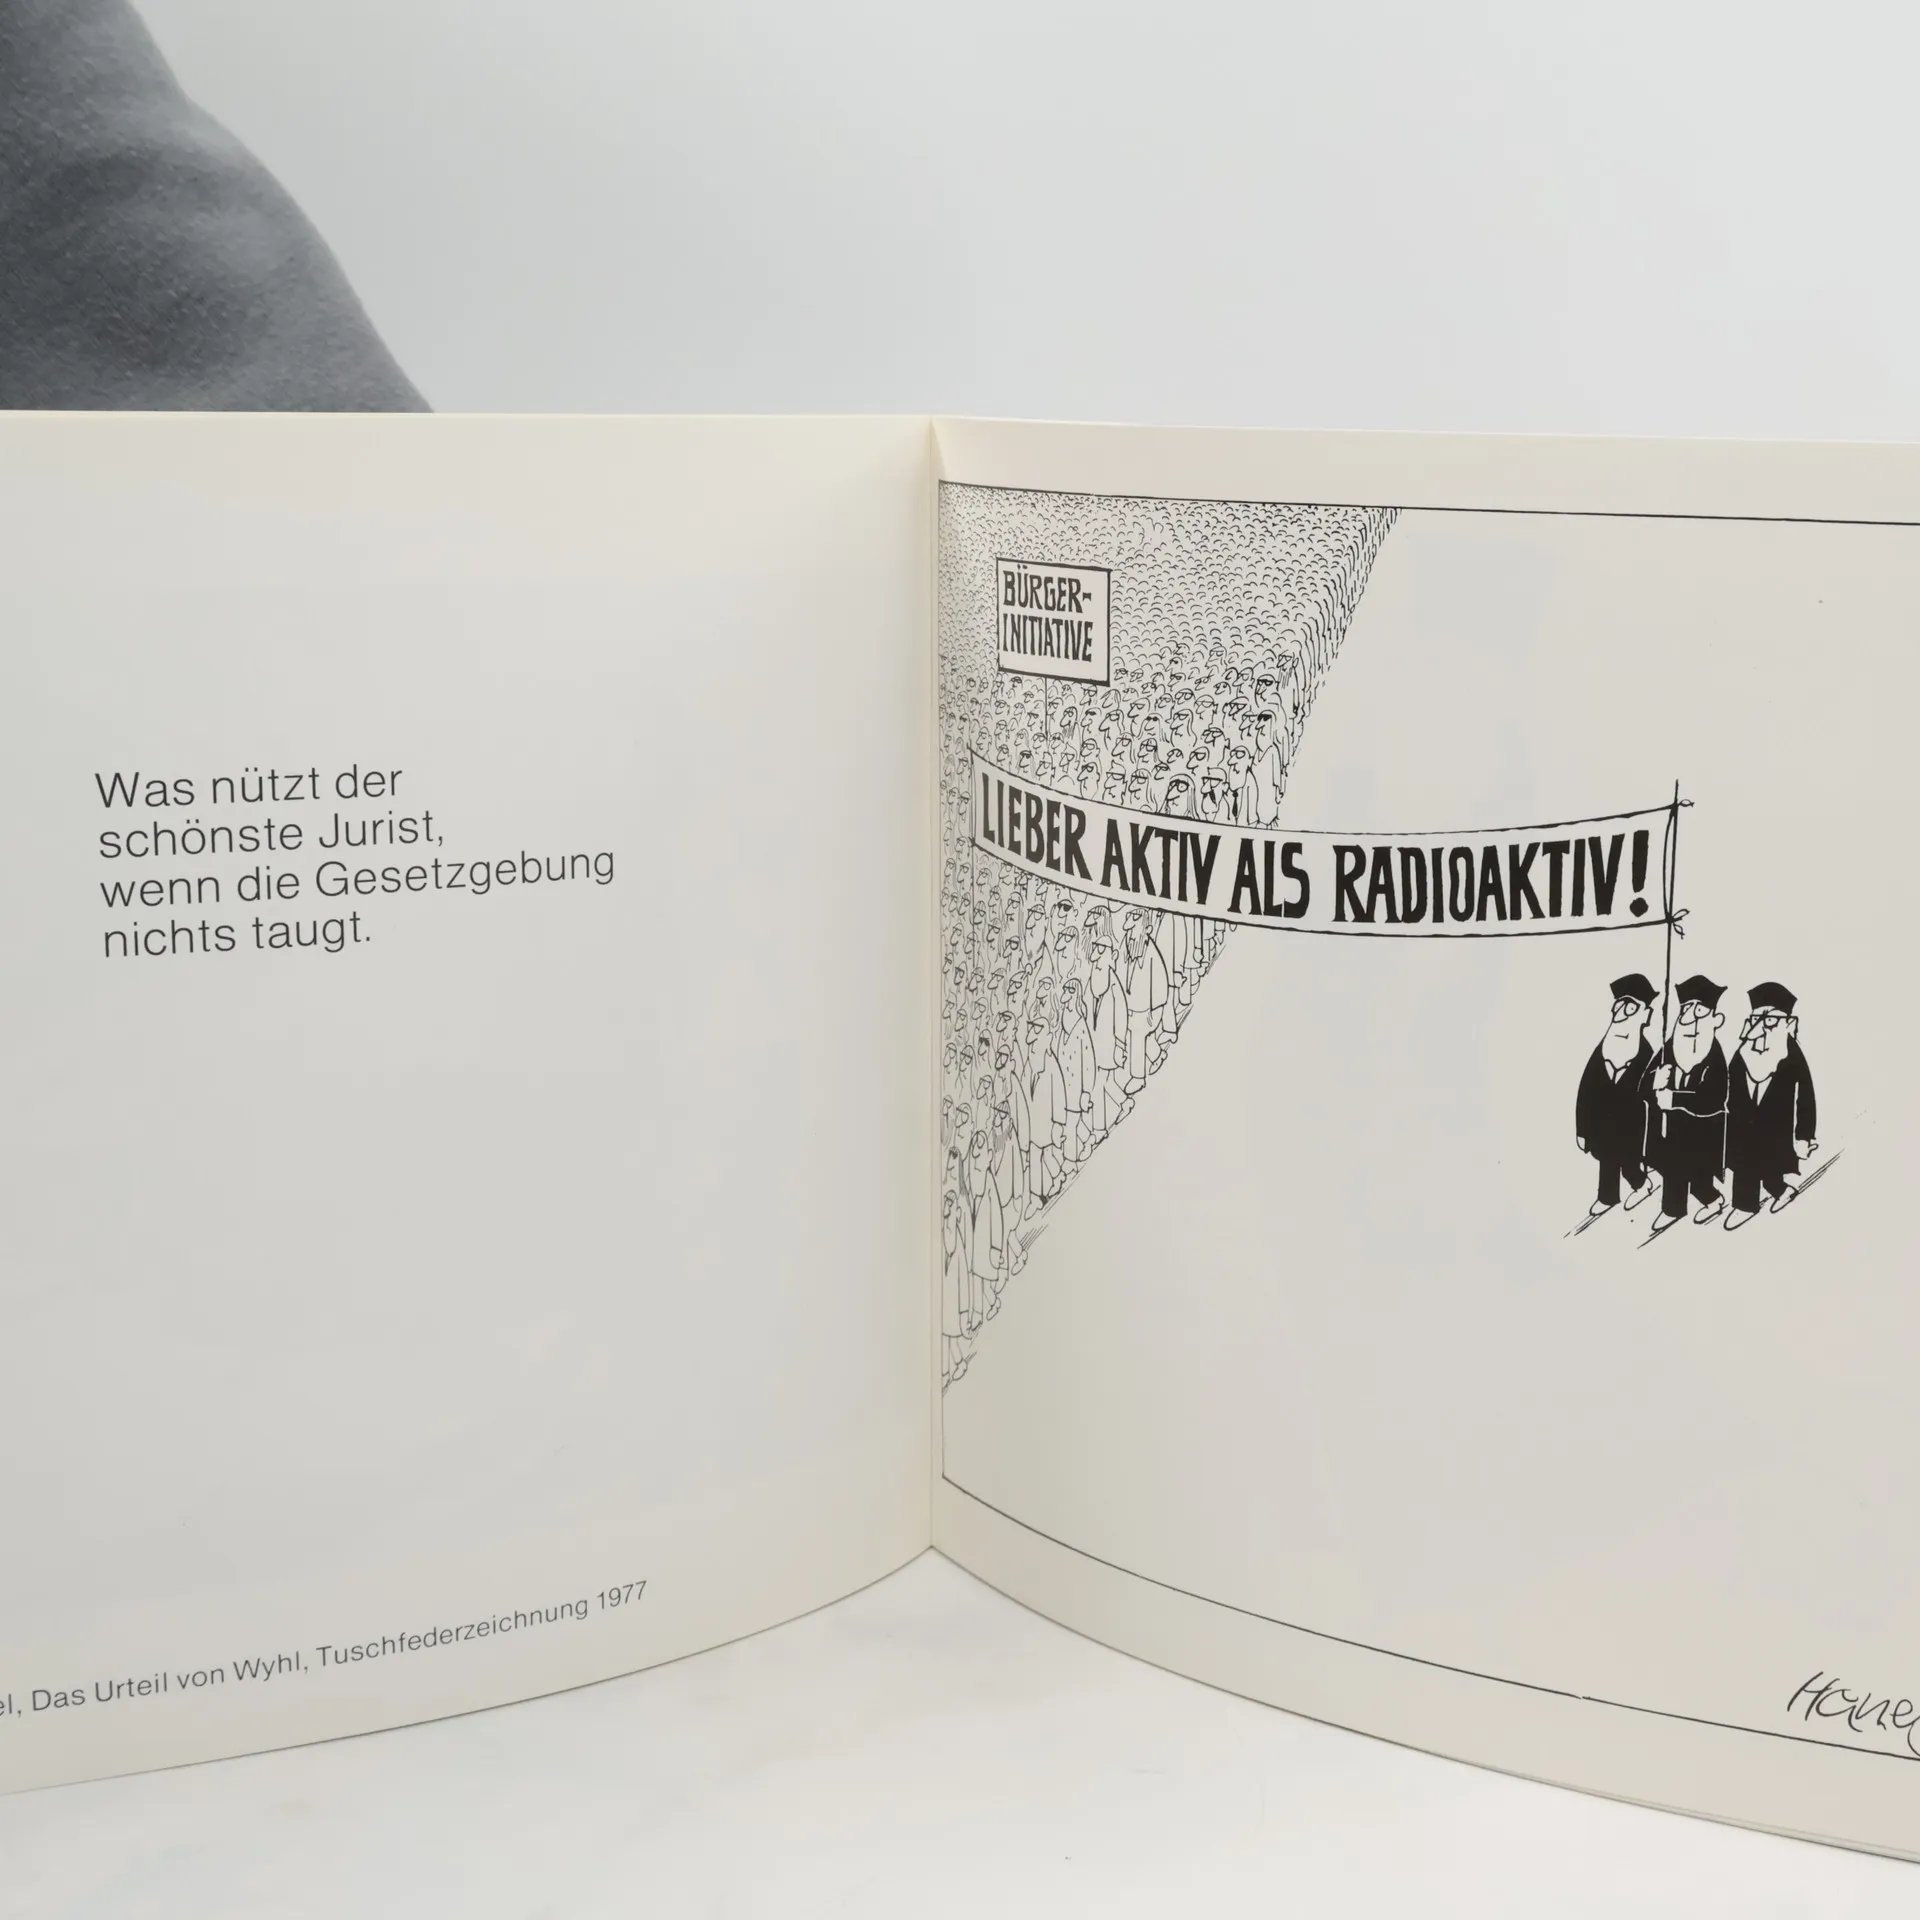 Was nützt der
schönste Jurist,
wenn die Gesetzgebung
nichts taugt.
Das Urteil von Wyhl, Tuschfederzeichnung 1977
BÜRGER-
INITIATIVE
LIEBER AKTIV ALS RADIOAKTIV!